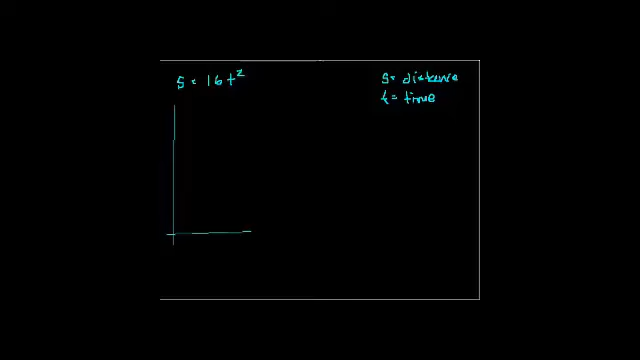 s = 16t²
s = distance
t = time